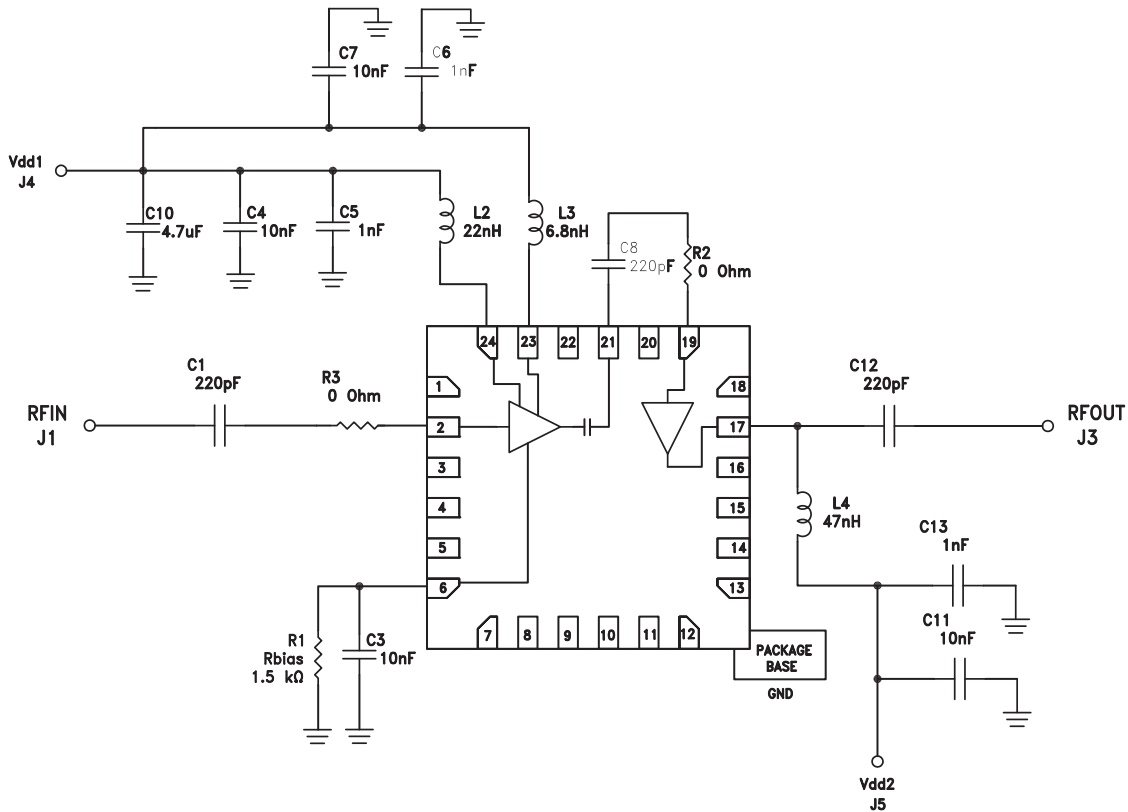 C7
10nF
C6
1nF
Vdd1
J4
C10
4.7uF
C4
10nF
C5
1nF
L2
22nH
L3
6.8nH
C8
220pF
R2
0 Ohm
24
23
22
21
20
19
C1
220pF
R3
0 Ohm
C12
220pF
RFIN
J1
RFOUT
J3
1
2
3
4
5
6
18
17
16
15
14
13
L4
47nH
C13
1nF
C11
10nF
7
8
9
10
11
12
R1
Rbias
1.5 kΩ
C3
10nF
PACKAGE
BASE
GND
Vdd2
J5